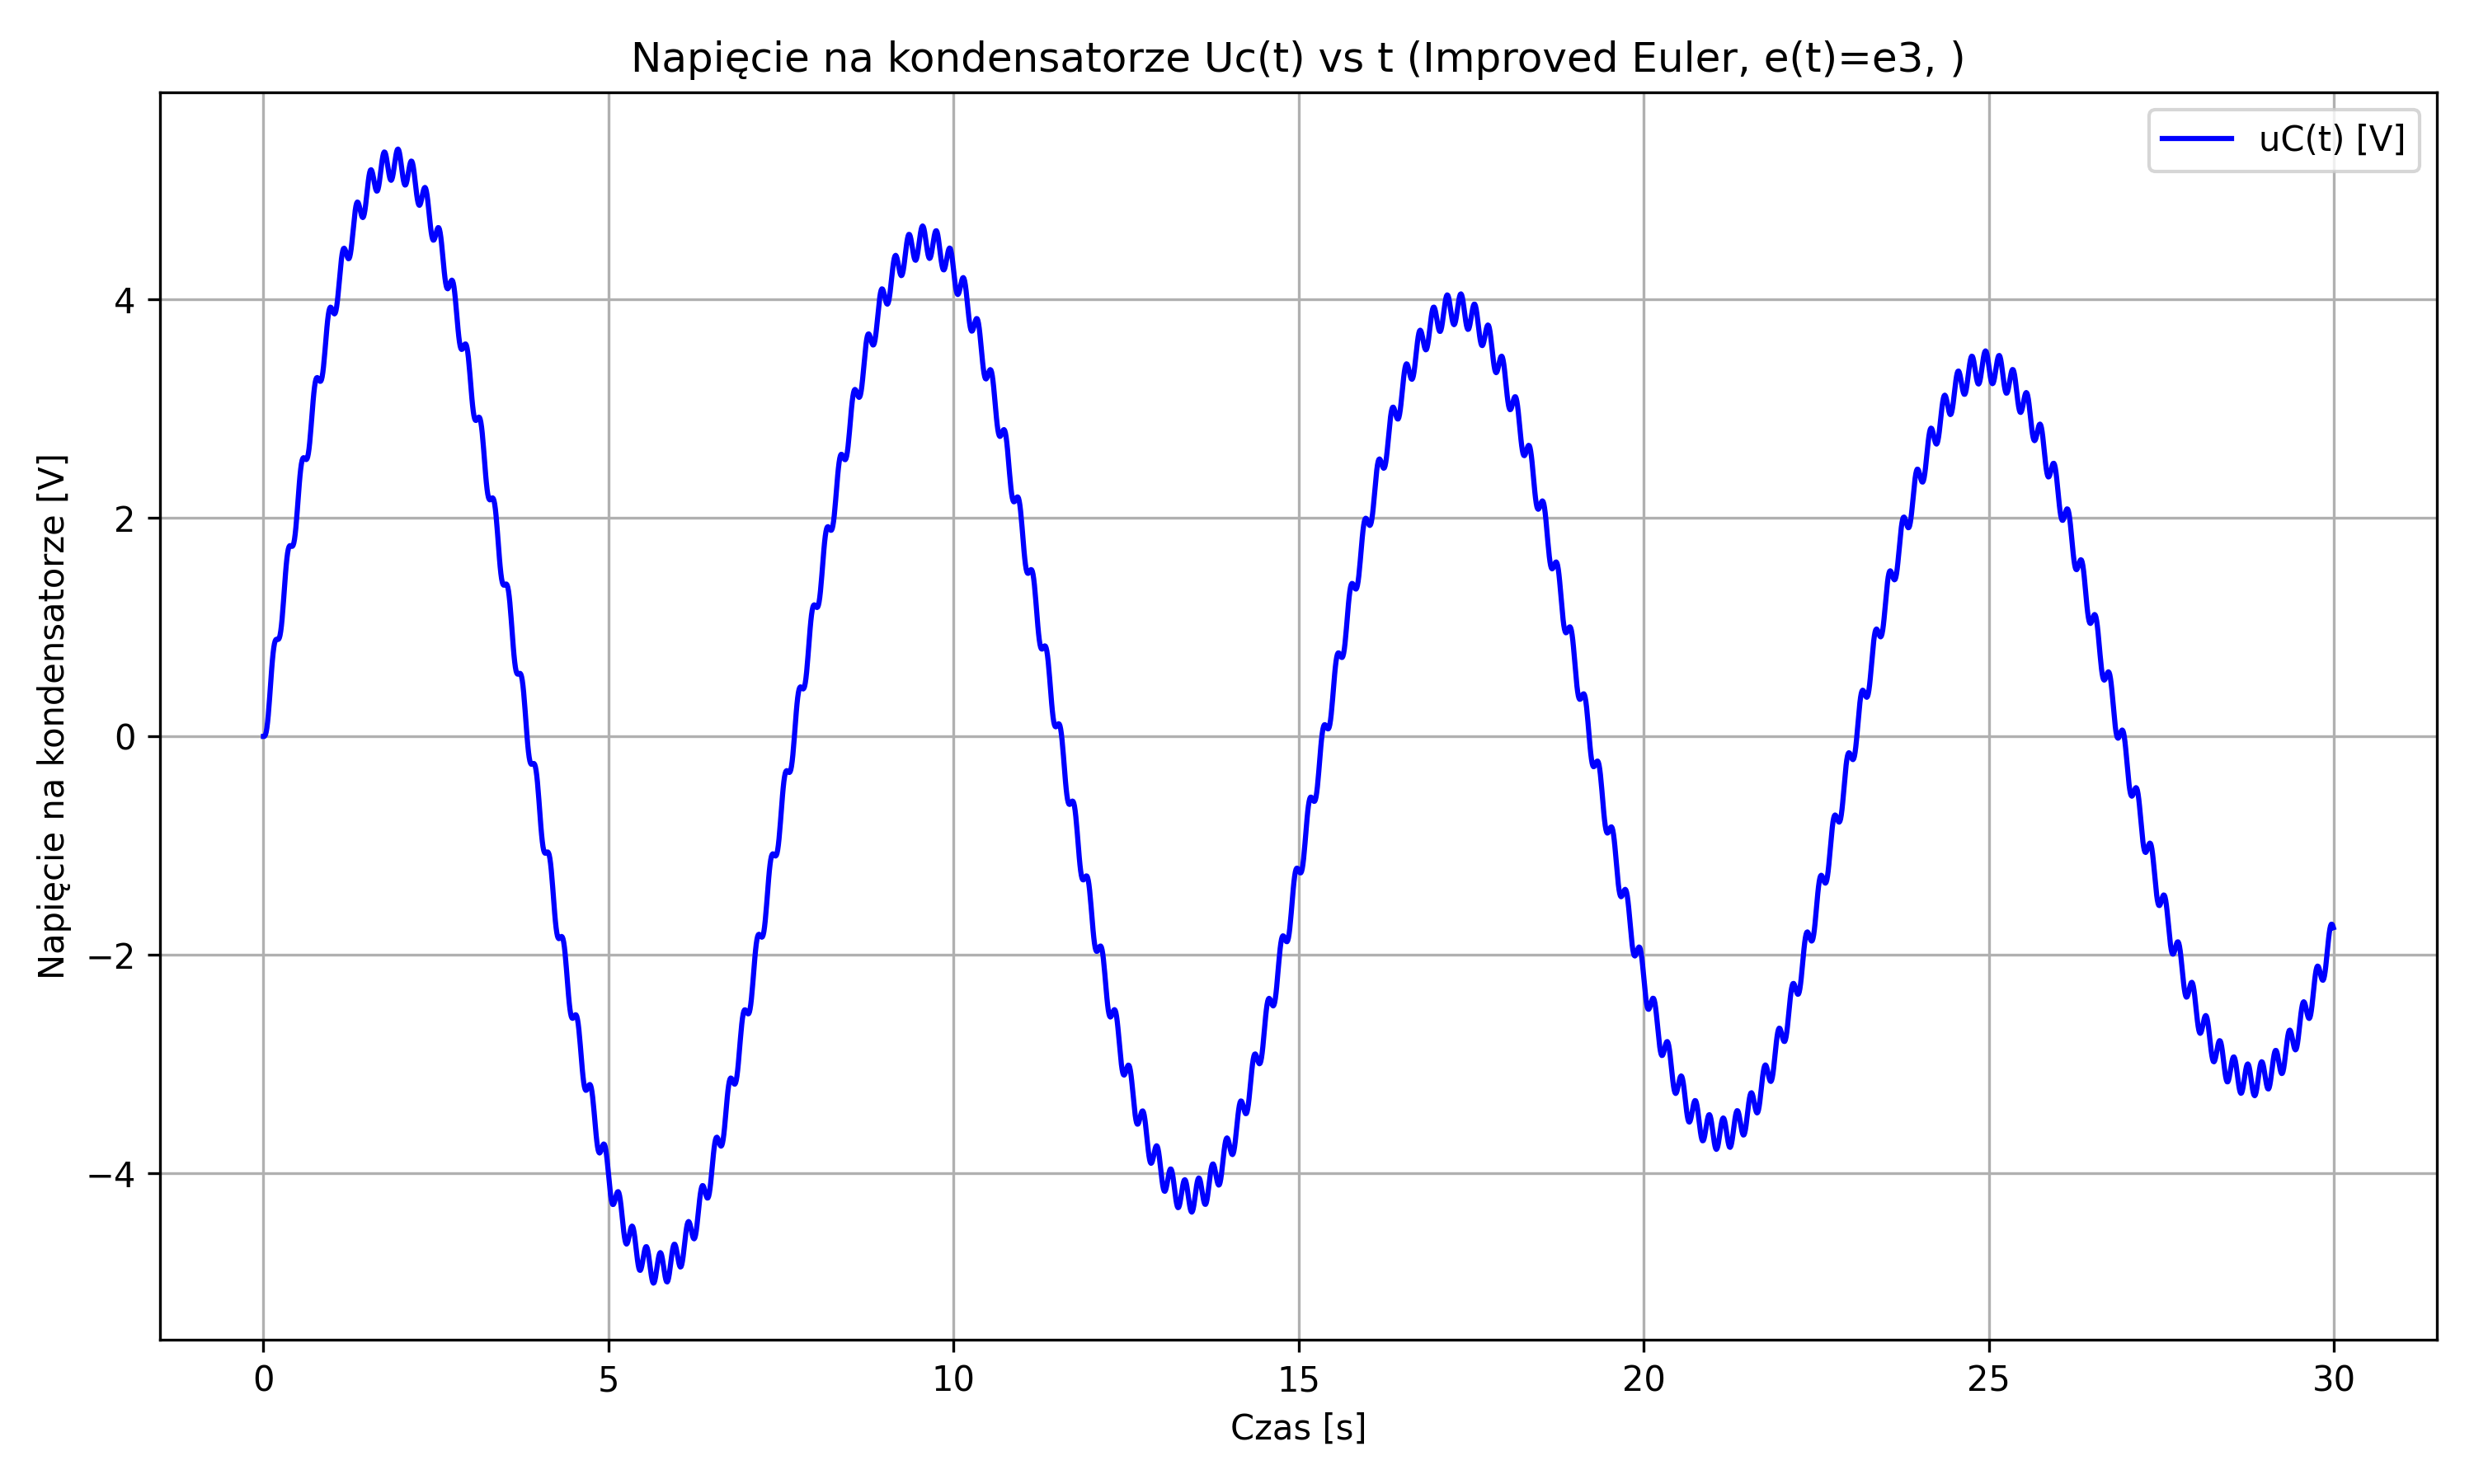 Napięcie na kondensatorze Uc(t) vs t (Improved Euler, e(t)=e3, )
uC(t) [V]
Napięcie na kondensatorze [V]
4
2
0
−2
−4
0 5 10 15 20 25 30
Czas [s]